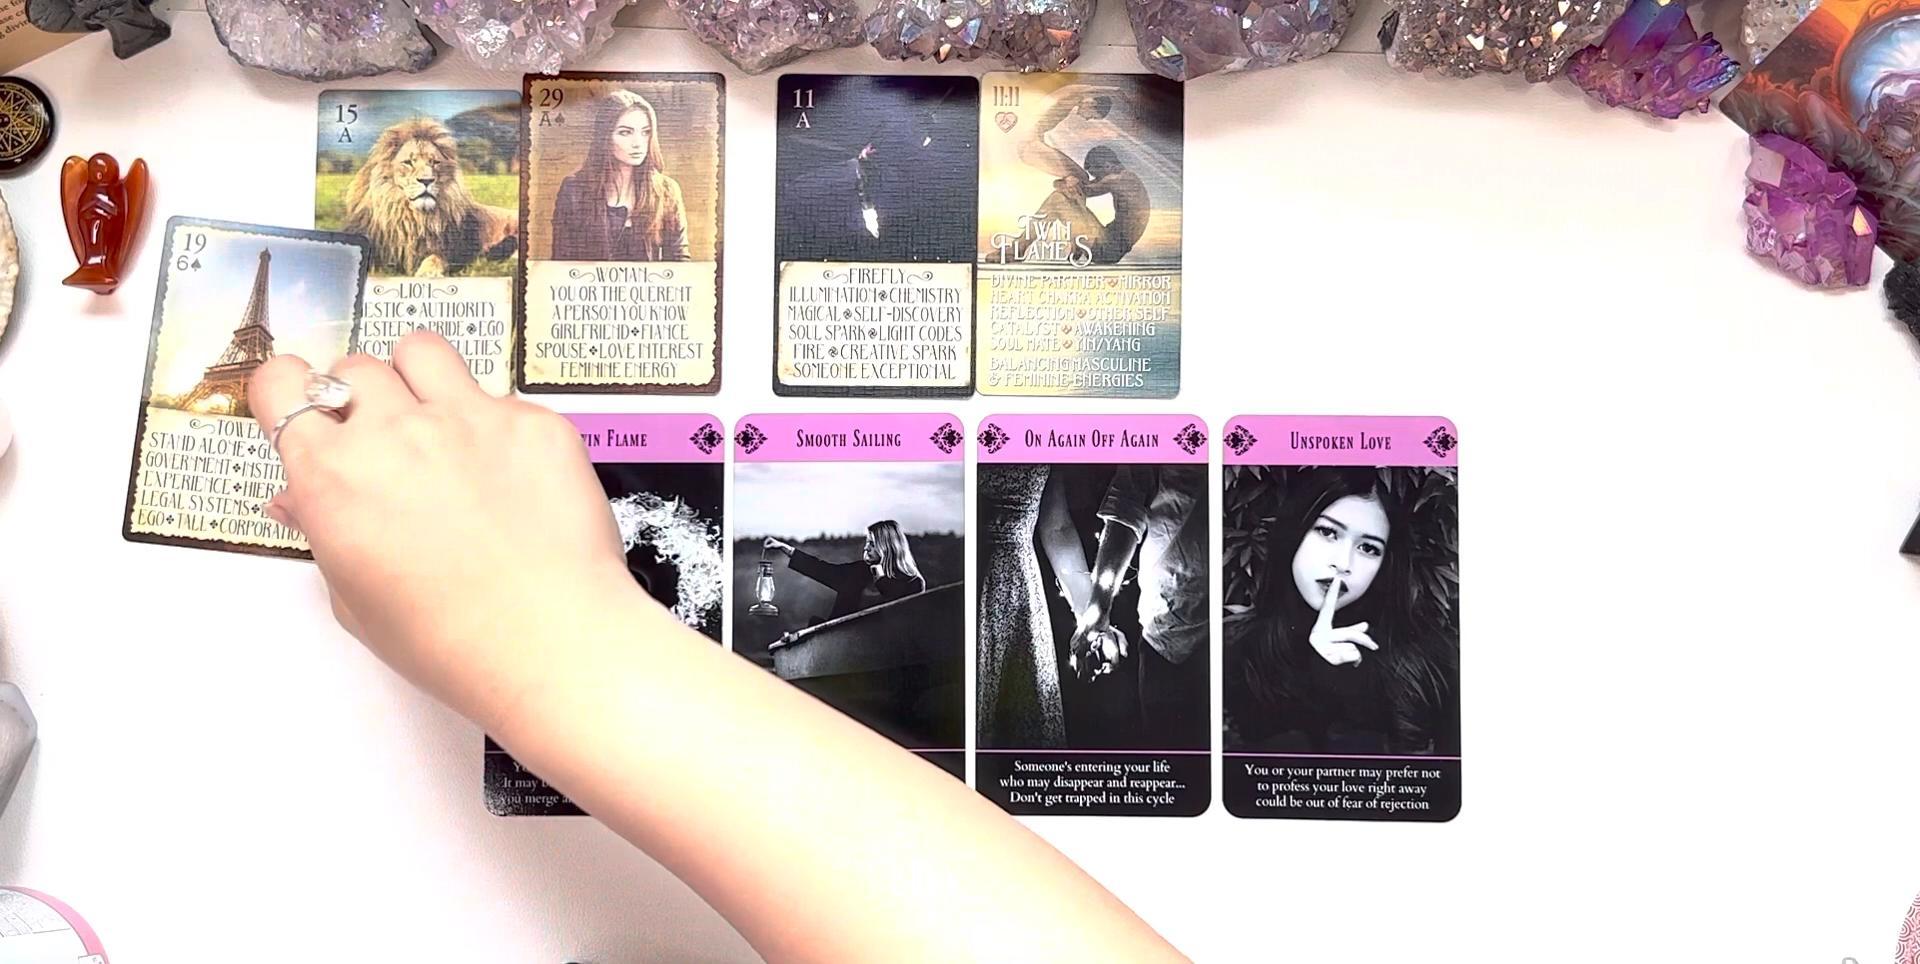 15
A
LION
ESTIC ✽ AUTHORITY
ESTEEM ✽ PRIDE ✽ EGO
29
A♠
WOMAN
YOU OR THE QUERENT
A PERSON YOU KNOW
GIRLFRIEND ❖ FIANCE
SPOUSE ❖ LOVE INTEREST
FEMININE ENERGY
11
A
FIREFLY
ILLUMINATION ✽ CHEMISTRY
MAGICAL ✽ SELF-DISCOVERY
SOUL SPARK ✽ LIGHT CODES
FIRE ✽ CREATIVE SPARK
SOMEONE EXCEPTIONAL
11:11
TWIN
FLAMES
DIVINE PARTNER ♥ MIRROR
HEART CHAKRA ACTIVATION
REFLECTION ♥ OTHER SELF
CATALYST ♥ AWAKENING
SOUL MATE ♥ YIN/YANG
BALANCING MASCULINE
& FEMININE ENERGIES
19
6♠
TOWER
STAND ALONE ❖
GOVERNMENT ❖
EXPERIENCE ❖
LEGAL SYSTEMS ❖
EGO ❖ TALL ❖ CORPORATION
WIN FLAME
It may
you merge
SMOOTH SAILING
ON AGAIN OFF AGAIN
Someone's entering your life
who may disappear and reappear...
Don't get trapped in this cycle
UNSPOKEN LOVE
You or your partner may prefer not
to profess your love right away
could be out of fear of rejection